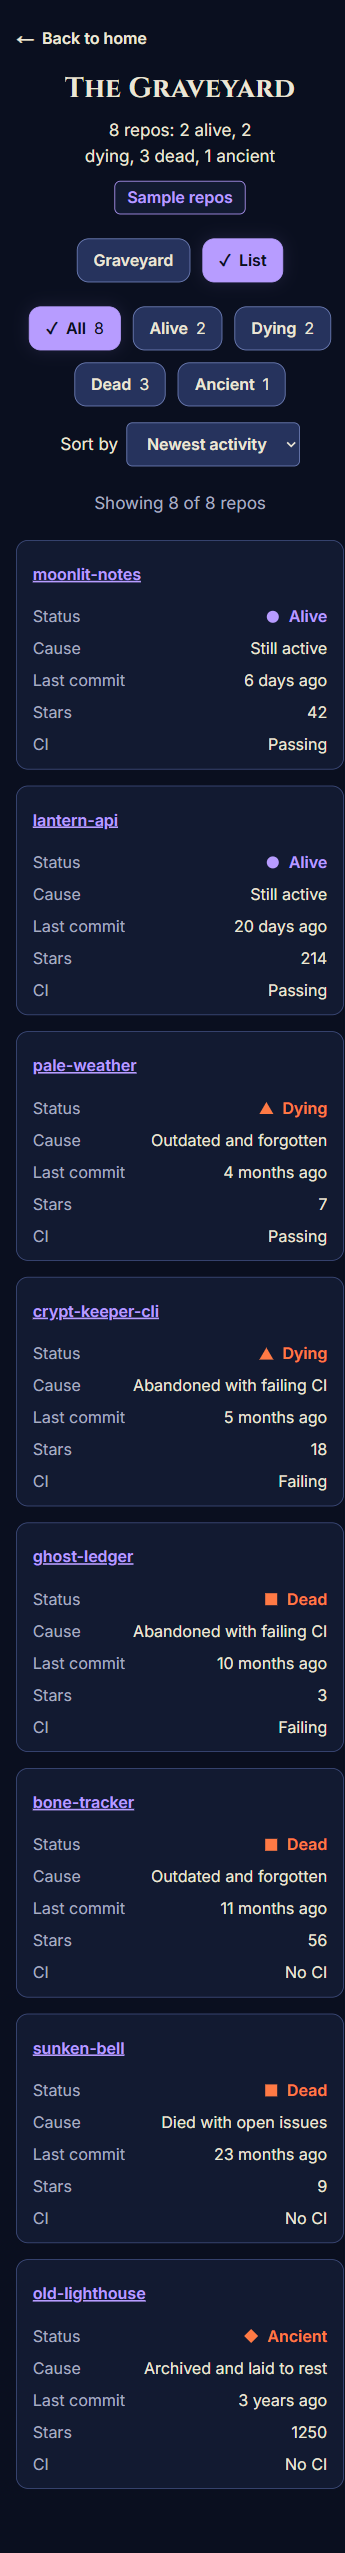 ← Back to home
The Graveyard
8 repos: 2 alive, 2
dying, 3 dead, 1 ancient
Sample repos
Graveyard ✓ List
✓ All 8 Alive 2 Dying 2
Dead 3 Ancient 1
Sort by Newest activity
Showing 8 of 8 repos
moonlit-notes
Status Alive
Cause Still active
Last commit 6 days ago
Stars 42
CI Passing
lantern-api
Status Alive
Cause Still active
Last commit 20 days ago
Stars 214
CI Passing
pale-weather
Status Dying
Cause Outdated and forgotten
Last commit 4 months ago
Stars 7
CI Passing
crypt-keeper-cli
Status Dying
Cause Abandoned with failing CI
Last commit 5 months ago
Stars 18
CI Failing
ghost-ledger
Status Dead
Cause Abandoned with failing CI
Last commit 10 months ago
Stars 3
CI Failing
bone-tracker
Status Dead
Cause Outdated and forgotten
Last commit 11 months ago
Stars 56
CI No CI
sunken-bell
Status Dead
Cause Died with open issues
Last commit 23 months ago
Stars 9
CI No CI
old-lighthouse
Status Ancient
Cause Archived and laid to rest
Last commit 3 years ago
Stars 1250
CI No CI